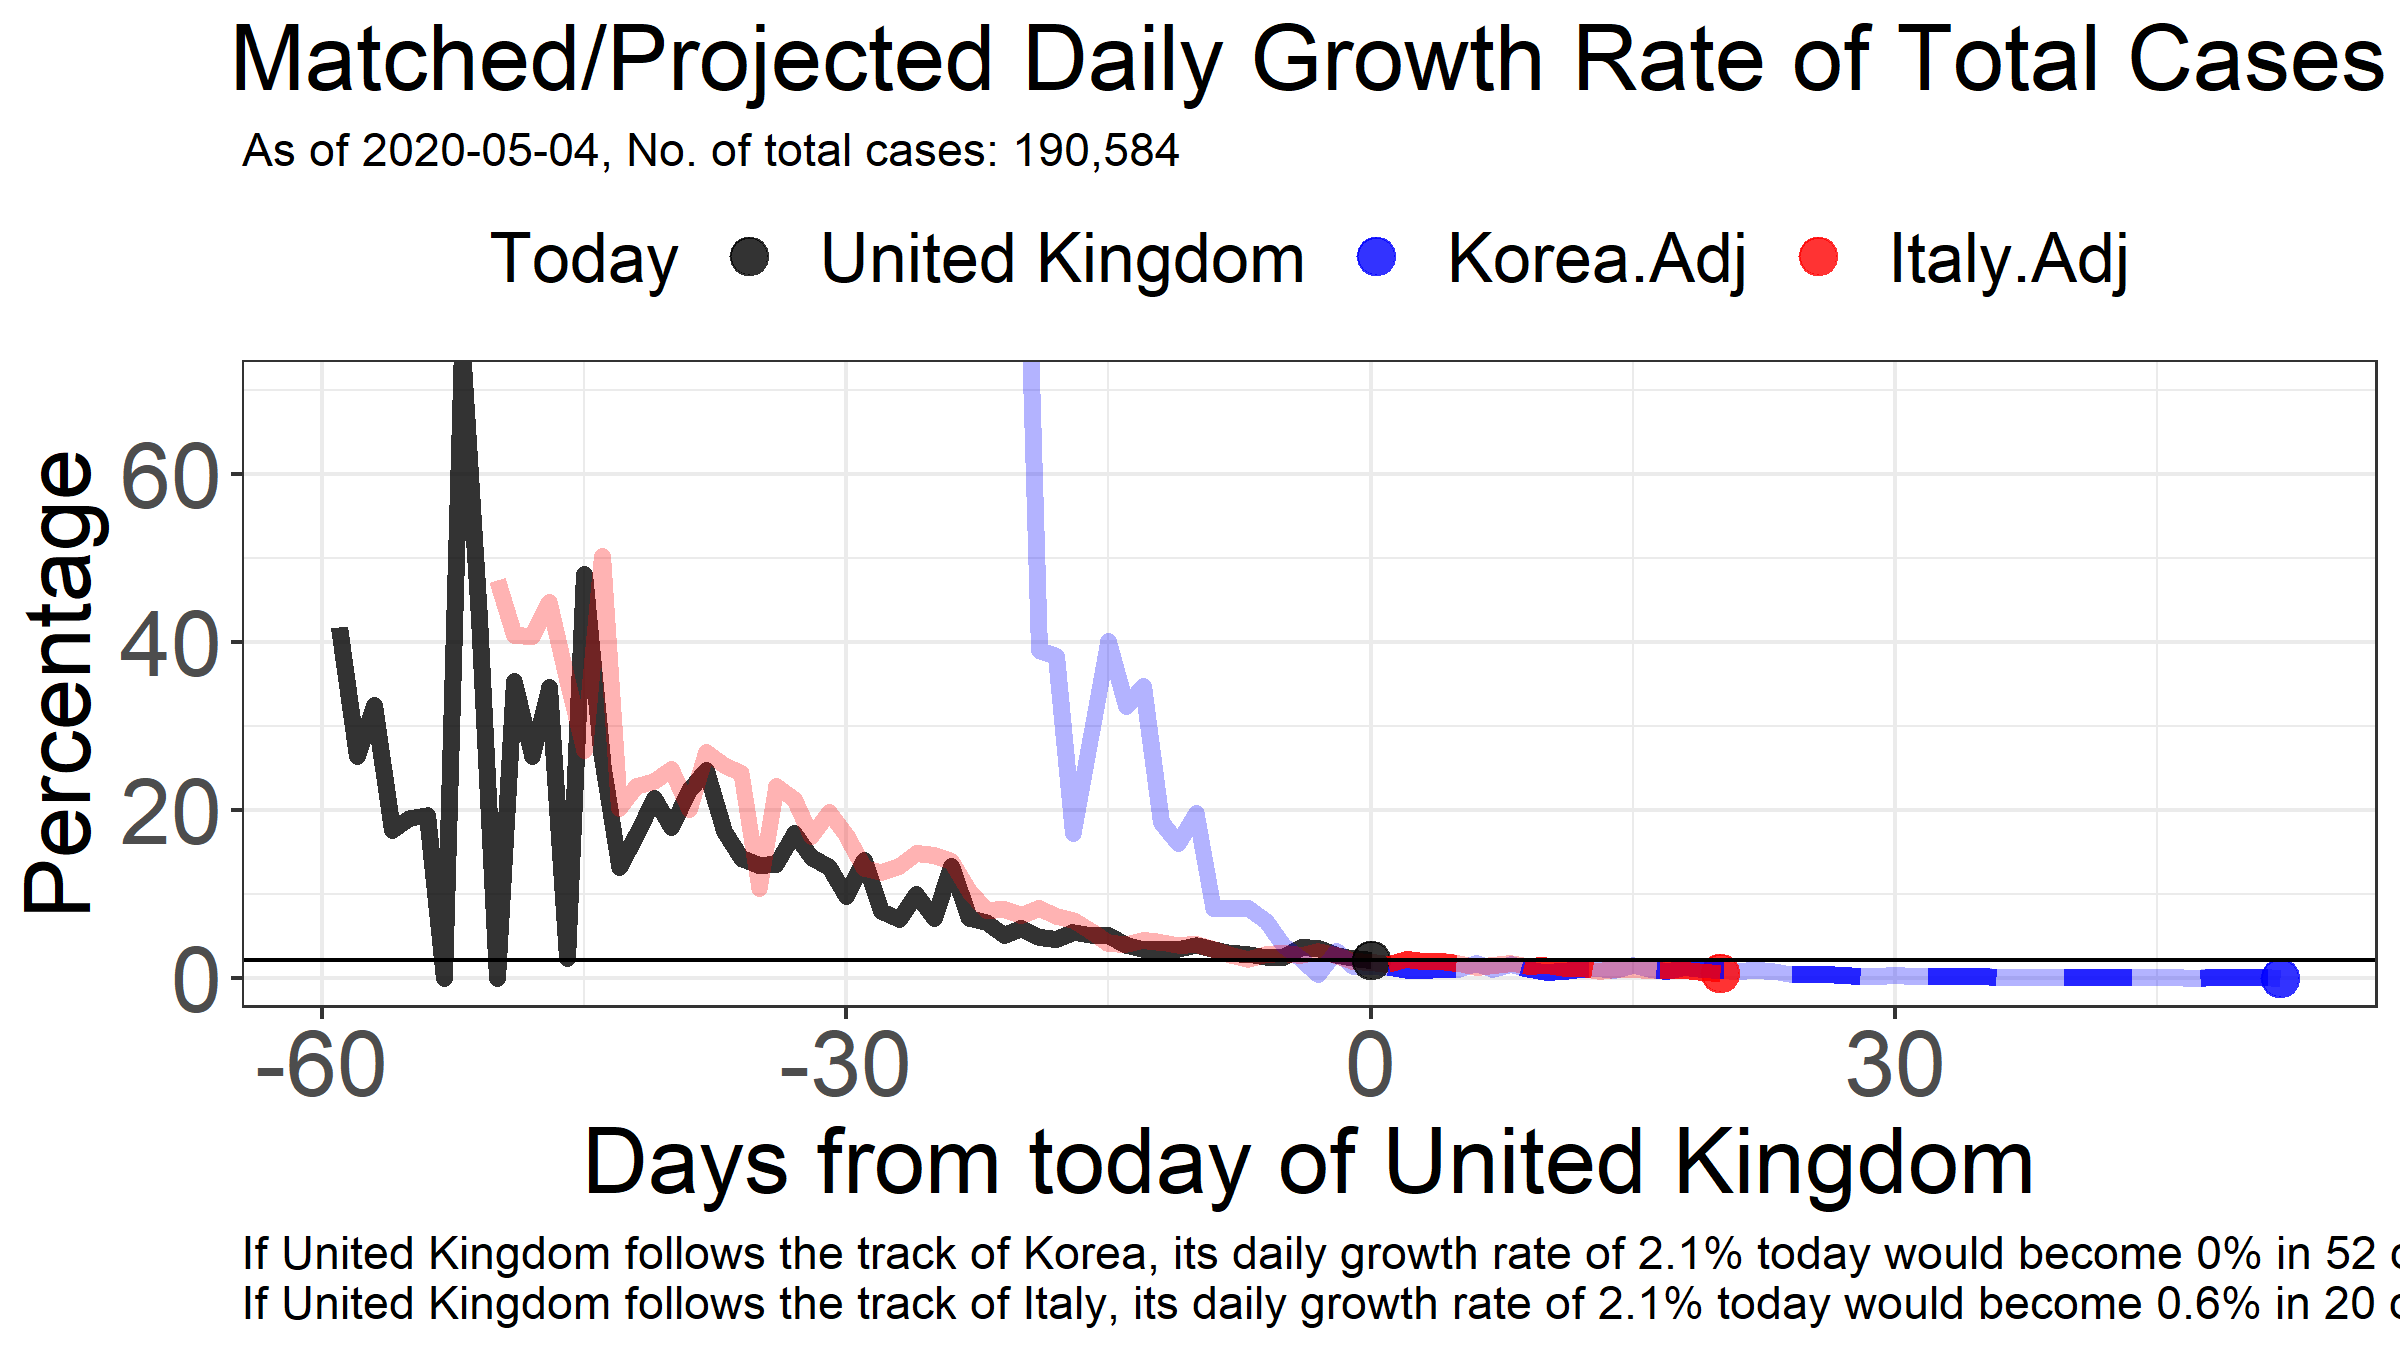 Matched/Projected Daily Growth Rate of Total Cases
As of 2020-05-04, No. of total cases: 190,584
Today United Kingdom Korea.Adj Italy.Adj
Percentage
60
40
20
0
-60 -30 0 30
Days from today of United Kingdom
If United Kingdom follows the track of Korea, its daily growth rate of 2.1% today would become 0% in 52
If United Kingdom follows the track of Italy, its daily growth rate of 2.1% today would become 0.6% in 20